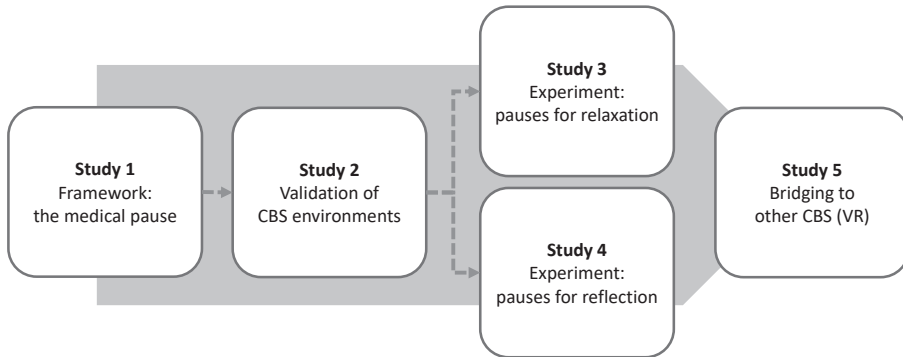 Study 1
Framework:
the medical pause
Study 2
Validation of
CBS environments
Study 3
Experiment:
pauses for relaxation
Study 4
Experiment:
pauses for reflection
Study 5
Bridging to
other CBS (VR)